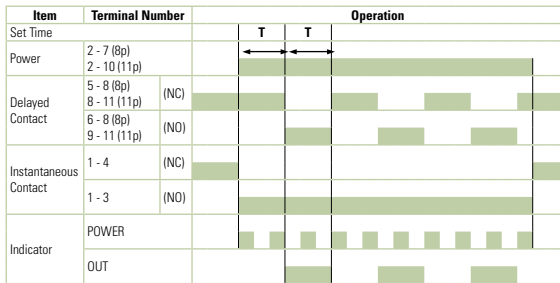 Item Terminal Number Operation
Set Time T T
Power 2 - 7 (8p)
2 - 10 (11p)
Delayed Contact 5 - 8 (8p)
8 - 11 (11p) (NC)
6 - 8 (8p)
9 - 11 (11p) (NO)
Instantaneous Contact 1 - 4 (NC)
1 - 3 (NO)
Indicator POWER
OUT